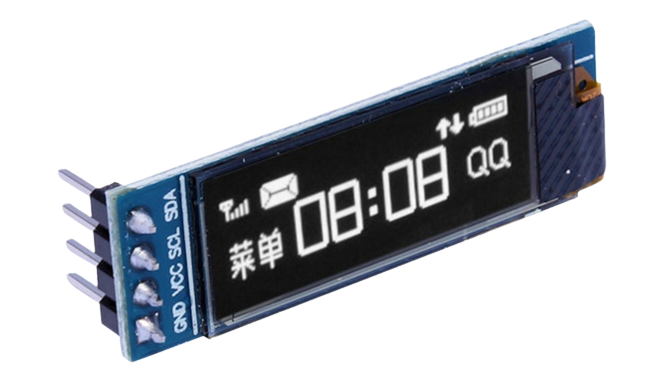 08:08
QQ
菜单
GND VCC SCL SDA